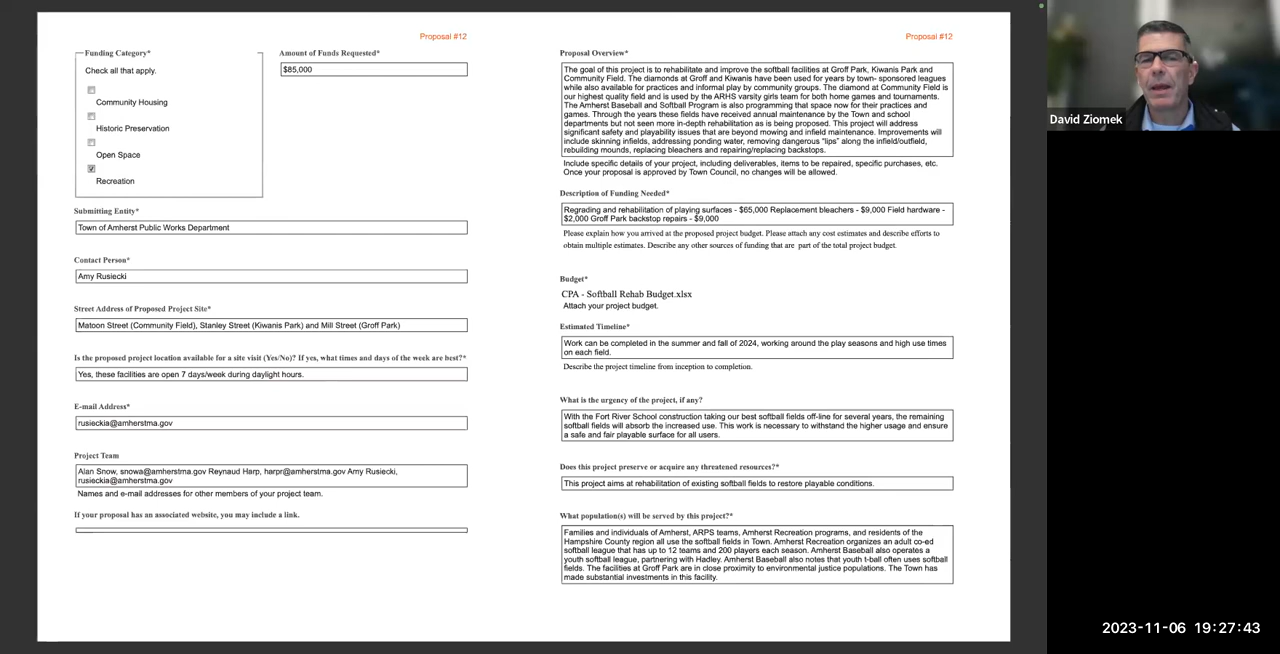 Proposal #12
Funding Category*
Check all that apply.
Community Housing
Historic Preservation
Open Space
Recreation
Amount of Funds Requested*
$85,000
Submitting Entity*
Town of Amherst Public Works Department
Contact Person*
Amy Rusiecki
Street Address of Proposed Project Site*
Matoon Street (Community Field), Stanley Street (Kiwanis Park) and Mill Street (Groff Park)
Is the proposed project location available for a site visit (Yes/No)? If yes, what times and days of the week are best?*
Yes, these facilities are open 7 days/week during daylight hours.
E-mail Address*
rusieckia@amherstma.gov
Project Team
Alan Snow, snowa@amherstma.gov Reynaud Harp, harpr@amherstma.gov Amy Rusiecki,
rusieckia@amherstma.gov
Names and e-mail addresses for other members of your project team.
If your proposal has an associated website, you may include a link.
Proposal #12
Proposal Overview*
The goal of this project is to rehabilitate and improve the softball facilities at Groff Park, Kiwanis Park and
Community Field. The diamonds at Groff and Kiwanis have been used for years by town- sponsored leagues
while also available for practices and informal play by community groups. The diamond at Community Field is
our highest quality field and is used by the ARHS varsity girls team for both home games and tournaments.
The Amherst Baseball and Softball Program is also programming that space now for their practices and
games. Through the years these fields have received annual maintenance by the Town and school
departments but not seen more in-depth rehabilitation as is being proposed. This project will address
significant safety and playability issues that are beyond mowing and infield maintenance. Improvements will
include skinning infields, addressing ponding water, removing dangerous "lips" along the infield/outfield,
rebuilding mounds, replacing bleachers and repairing/replacing backstops.
Include specific details of your project, including deliverables, items to be repaired, specific purchases, etc.
Once your proposal is approved by Town Council, no changes will be allowed.
Description of Funding Needed*
Regrading and rehabilitation of playing surfaces - $65,000 Replacement bleachers - $9,000 Field hardware -
$2,000 Groff Park backstop repairs - $9,000
Please explain how you arrived at the proposed project budget. Please attach any cost estimates and describe efforts to
obtain multiple estimates. Describe any other sources of funding that are part of the total project budget.
Budget*
CPA - Softball Rehab Budget.xlsx
Attach your project budget.
Estimated Timeline*
Work can be completed in the summer and fall of 2024, working around the play seasons and high use times
on each field.
Describe the project timeline from inception to completion.
What is the urgency of the project, if any?
With the Fort River School construction taking our best softball fields off-line for several years, the remaining
softball fields will absorb the increased use. This work is necessary to withstand the higher usage and ensure
a safe and fair playable surface for all users.
Does this project preserve or acquire any threatened resources?*
This project aims at rehabilitation of existing softball fields to restore playable conditions.
What population(s) will be served by this project?*
Families and individuals of Amherst, ARPS teams, Amherst Recreation programs, and residents of the
Hampshire County region all use the softball fields in Town. Amherst Recreation organizes an adult co-ed
softball league that has up to 12 teams and 200 players each season. Amherst Baseball also operates a
youth softball league, partnering with Hadley. Amherst Baseball also notes that youth t-ball often uses softball
fields. The facilities at Groff Park are in close proximity to environmental justice populations. The Town has
made substantial investments in this facility.
David Ziomek
2023-11-06 19:27:43